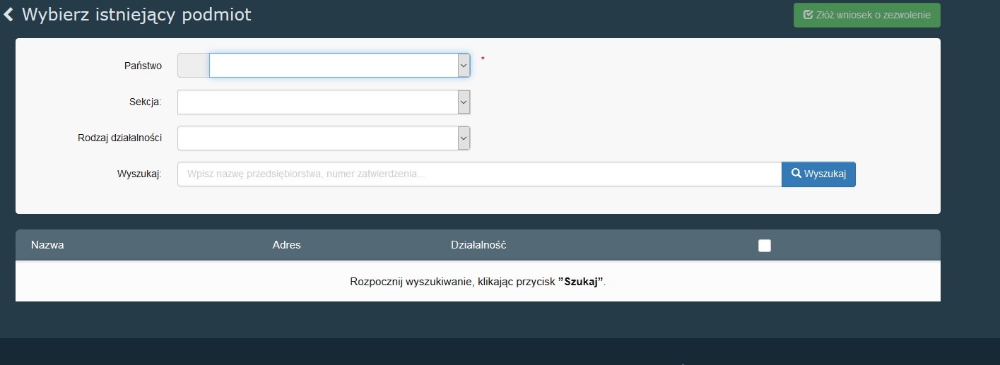 Wybierz istniejący podmiot
Złóż wniosek o zezwolenie
Państwo
*
Sekcja:
Rodzaj działalności
Wyszukaj:
Wpisz nazwę przedsiębiorstwa, numer zatwierdzenia...
Wyszukaj
Nazwa Adres Działalność
Rozpocznij wyszukiwanie, klikając przycisk ”Szukaj”.